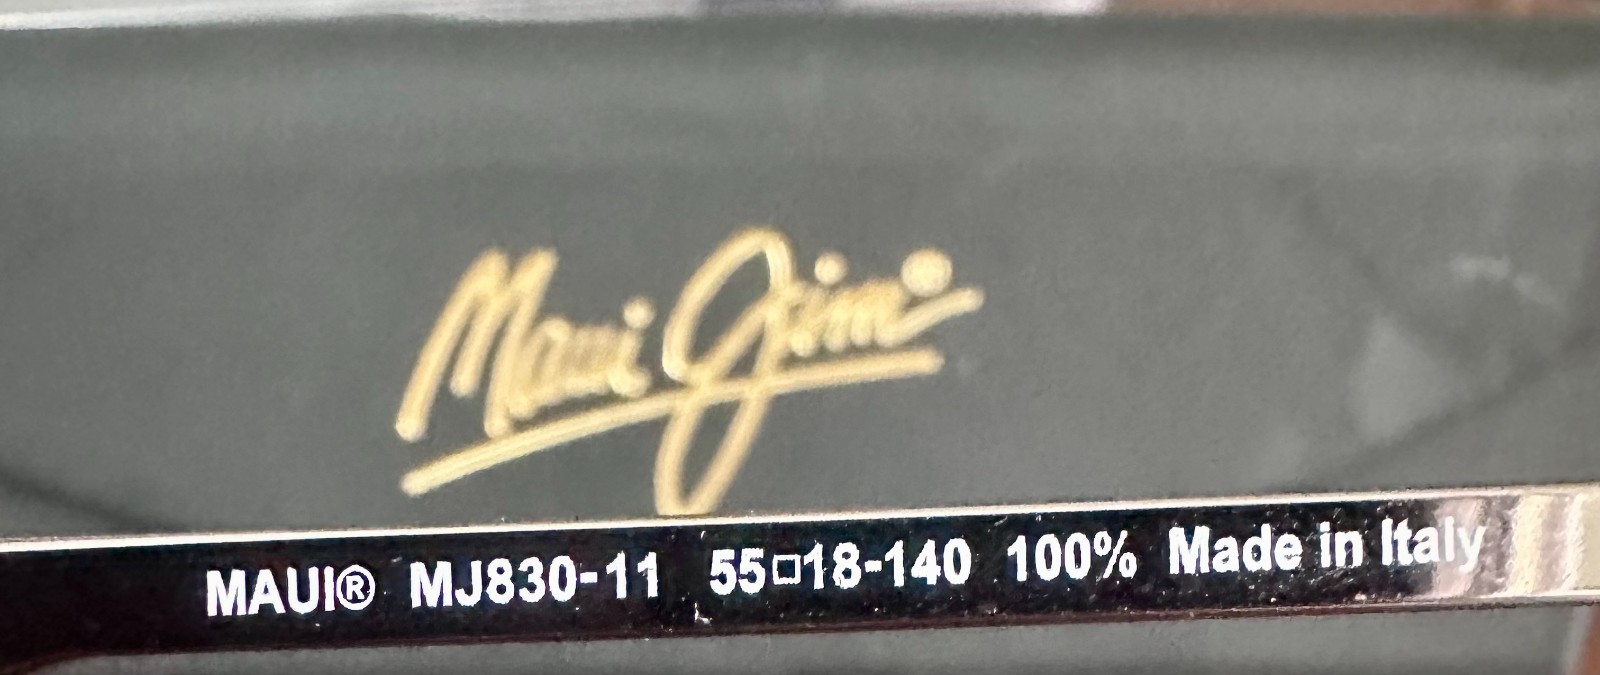 Maui Jim
MAUI® MJ830-11 55□18-140 100% Made in Italy